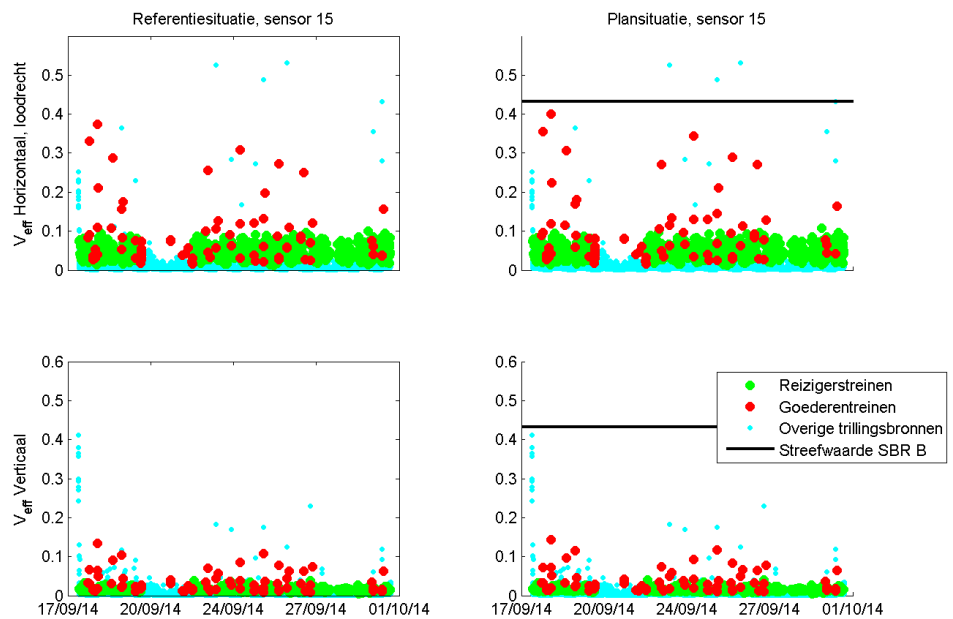 Referentiesituatie, sensor 15
Plansituatie, sensor 15
V_eff Horizontaal, loodrecht
0.5
0.4
0.3
0.2
0.1
0
0.5
0.4
0.3
0.2
0.1
0
V_eff Verticaal
0.6
0.5
0.4
0.3
0.2
0.1
0
17/09/14 20/09/14 24/09/14 27/09/14 01/10/14
0.6
0.5
0.4
0.3
0.2
0.1
0
17/09/14 20/09/14 24/09/14 27/09/14 01/10/14
Reizigerstreinen
Goederentreinen
Overige trillingsbronnen
Streefwaarde SBR B